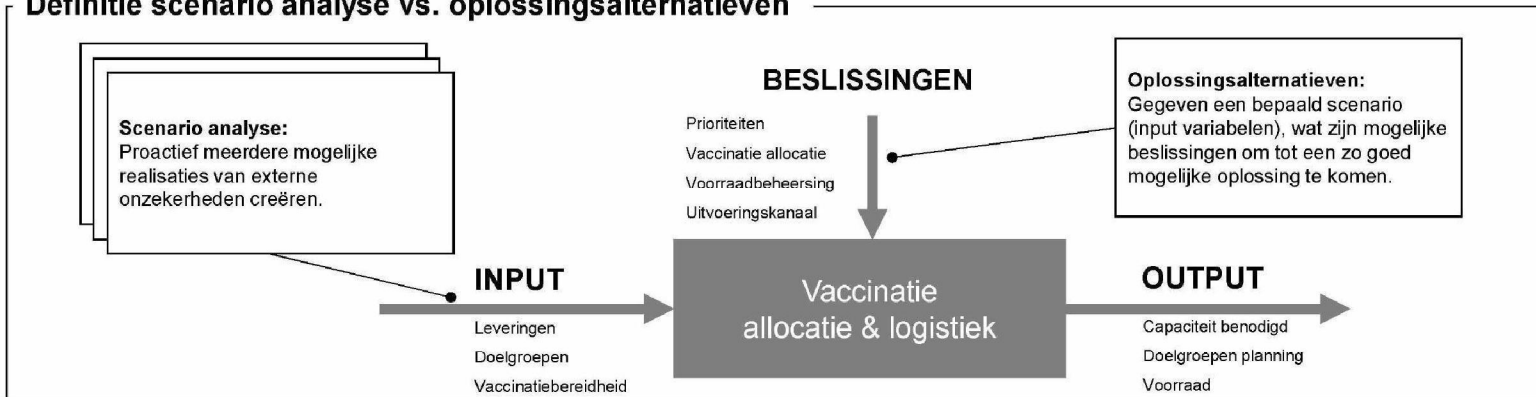 Definitie scenario analyse vs. oplossingsalternatieven
Scenario analyse:
Proactief meerdere mogelijke
realisaties van externe
onzekerheden creëren.
BESLISSINGEN
Prioriteiten
Vaccinatie allocatie
Voorraadbeheersing
Uitvoeringskanaal
Oplossingsalternatieven:
Gegeven een bepaald scenario
(input variabelen), wat zijn mogelijke
beslissingen om tot een zo goed
mogelijke oplossing te komen.
INPUT
Leveringen
Doelgroepen
Vaccinatiebereidheid
Vaccinatie
allocatie & logistiek
OUTPUT
Capaciteit benodigd
Doelgroepen planning
Voorraad